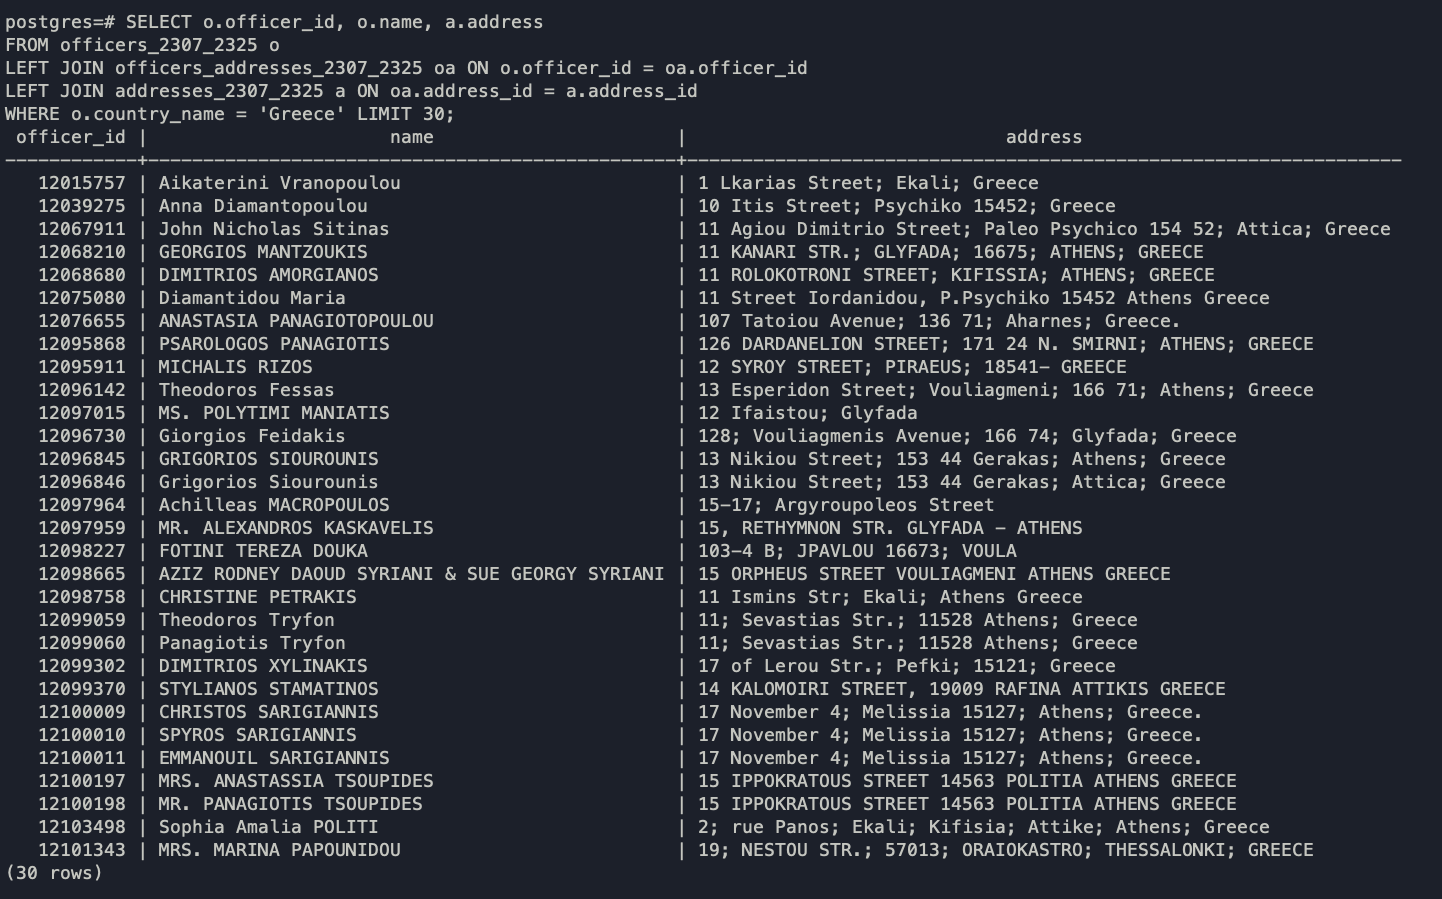 postgres=# SELECT o.officer_id, o.name, a.address
FROM officers_2307_2325 o
LEFT JOIN officers_addresses_2307_2325 oa ON o.officer_id = oa.officer_id
LEFT JOIN addresses_2307_2325 a ON oa.address_id = a.address_id
WHERE o.country_name = 'Greece' LIMIT 30;
officer_id | name | address
12015757 | Aikaterini Vranopoulou | 1 Lkarias Street; Ekali; Greece
12039275 | Anna Diamantopoulou | 10 Itis Street; Psychiko 15452; Greece
12067911 | John Nicholas Sitinas | 11 Agiou Dimitrio Street; Paleo Psychico 154 52; Attica; Greece
12068210 | GEORGIOS MANTZOUKIS | 11 KANARI STR.; GLYFADA; 16675; ATHENS; GREECE
12068680 | DIMITRIOS AMORGIANOS | 11 ROLOKOTRONI STREET; KIFISSIA; ATHENS; GREECE
12075080 | Diamantidou Maria | 11 Street Iordanidou, P.Psychiko 15452 Athens Greece
12076655 | ANASTASIA PANAGIOTOPOULOU | 107 Tatoiou Avenue; 136 71; Aharnes; Greece.
12095868 | PSAROLOGOS PANAGIOTIS | 126 DARDANELION STREET; 171 24 N. SMIRNI; ATHENS; GREECE
12095911 | MICHALIS RIZOS | 12 SYROY STREET; PIRAEUS; 18541- GREECE
12096142 | Theodoros Fessas | 13 Esperidon Street; Vouliagmeni; 166 71; Athens; Greece
12097015 | MS. POLYTIMI MANIATIS | 12 Ifaistou; Glyfada
12096730 | Giorgios Feidakis | 128; Vouliagmenis Avenue; 166 74; Glyfada; Greece
12096845 | GRIGORIOS SIOUROUNIS | 13 Nikiou Street; 153 44 Gerakas; Athens; Greece
12096846 | Grigorios Siourounis | 13 Nikiou Street; 153 44 Gerakas; Attica; Greece
12097964 | Achilleas MACROPOULOS | 15-17; Argyroupoleos Street
12097959 | MR. ALEXANDROS KASKAVELIS | 15, RETHYMNON STR. GLYFADA - ATHENS
12098227 | FOTINI TEREZA DOUKA | 103-4 B; JPAVLOU 16673; VOULA
12098665 | AZIZ RODNEY DAOUD SYRIANI & SUE GEORGY SYRIANI | 15 ORPHEUS STREET VOULIAGMENI ATHENS GREECE
12098758 | CHRISTINE PETRAKIS | 11 Ismins Str; Ekali; Athens Greece
12099059 | Theodoros Tryfon | 11; Sevastias Str.; 11528 Athens; Greece
12099060 | Panagiotis Tryfon | 11; Sevastias Str.; 11528 Athens; Greece
12099302 | DIMITRIOS XYLINAKIS | 17 of Lerou Str.; Pefki; 15121; Greece
12099370 | STYLIANOS STAMATINOS | 14 KALOMOIRI STREET, 19009 RAFINA ATTIKIS GREECE
12100009 | CHRISTOS SARIGIANNIS | 17 November 4; Melissia 15127; Athens; Greece.
12100010 | SPYROS SARIGIANNIS | 17 November 4; Melissia 15127; Athens; Greece.
12100011 | EMMANOUIL SARIGIANNIS | 17 November 4; Melissia 15127; Athens; Greece.
12100197 | MRS. ANASTASSIA TSOUPIDES | 15 IPPOKRATOUS STREET 14563 POLITIA ATHENS GREECE
12100198 | MR. PANAGIOTIS TSOUPIDES | 15 IPPOKRATOUS STREET 14563 POLITIA ATHENS GREECE
12103498 | Sophia Amalia POLITI | 2; rue Panos; Ekali; Kifisia; Attike; Athens; Greece
12101343 | MRS. MARINA PAPOUNIDOU | 19; NESTOU STR.; 57013; ORAIOKASTRO; THESSALONKI; GREECE
(30 rows)